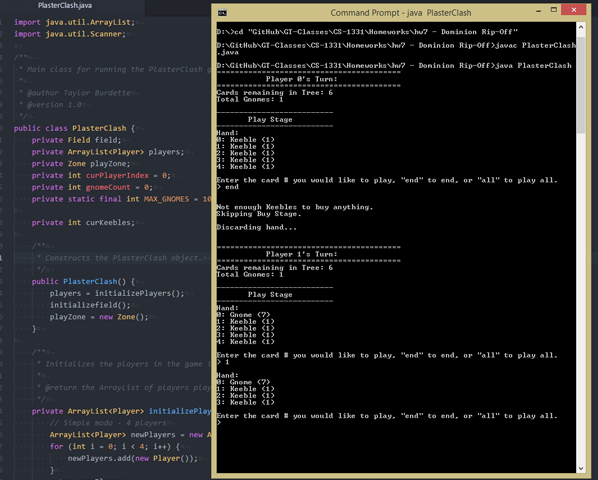 PlasterClash.java
import java.util.ArrayList;
import java.util.Scanner;
/**
* Main class for running the PlasterClash g
*
* @author Taylor Burdette
* @version 1.0
*/
public class PlasterClash {
private Field field;
private ArrayList<Player> players;
private Zone playZone;
private int curPlayerIndex = 0;
private int gnomeCount = 0;
private static final int MAX_GNOMES = 10
private int curKeebles;
/**
* Constructs the PlasterClash object.
*/
public PlasterClash() {
players = initializePlayers();
initializeField();
playZone = new Zone();
}
/**
* Initializes the players in the game
*
* @return the ArrayList of players play
*/
private ArrayList<Player> initializePla
// Simple modo - 4 players
ArrayList<Player> newPlayers = new A
for (int i = 0; i < 4; i++) {
newPlayers.add(new Player());
}
Command Prompt - java PlasterClash
D:\>cd "GitHub\GT-Classes\CS-1331\Homeworks\hw7 - Dominion Rip-Off"
D:\GitHub\GT-Classes\CS-1331\Homeworks\hw7 - Dominion Rip-Off>javac PlasterClash
.java
D:\GitHub\GT-Classes\CS-1331\Homeworks\hw7 - Dominion Rip-Off>java PlasterClash
========================================
Player 0's Turn:
========================================
Cards remaining in Tree: 6
Total Gnomes: 1
-------------------------
Play Stage
-------------------------
Hand:
0: Keeble (1)
1: Keeble (1)
2: Keeble (1)
3: Keeble (1)
4: Keeble (1)
Enter the card # you would like to play, "end" to end, or "all" to play all.
> end
Not enough Keebles to buy anything.
Skipping Buy Stage.
Discarding hand...
========================================
Player 1's Turn:
========================================
Cards remaining in Tree: 6
Total Gnomes: 1
-------------------------
Play Stage
-------------------------
Hand:
0: Gnome (7)
1: Keeble (1)
2: Keeble (1)
3: Keeble (1)
4: Keeble (1)
Enter the card # you would like to play, "end" to end, or "all" to play all.
> 1
Hand:
0: Gnome (7)
1: Keeble (1)
2: Keeble (1)
3: Keeble (1)
Enter the card # you would like to play, "end" to end, or "all" to play all.
>